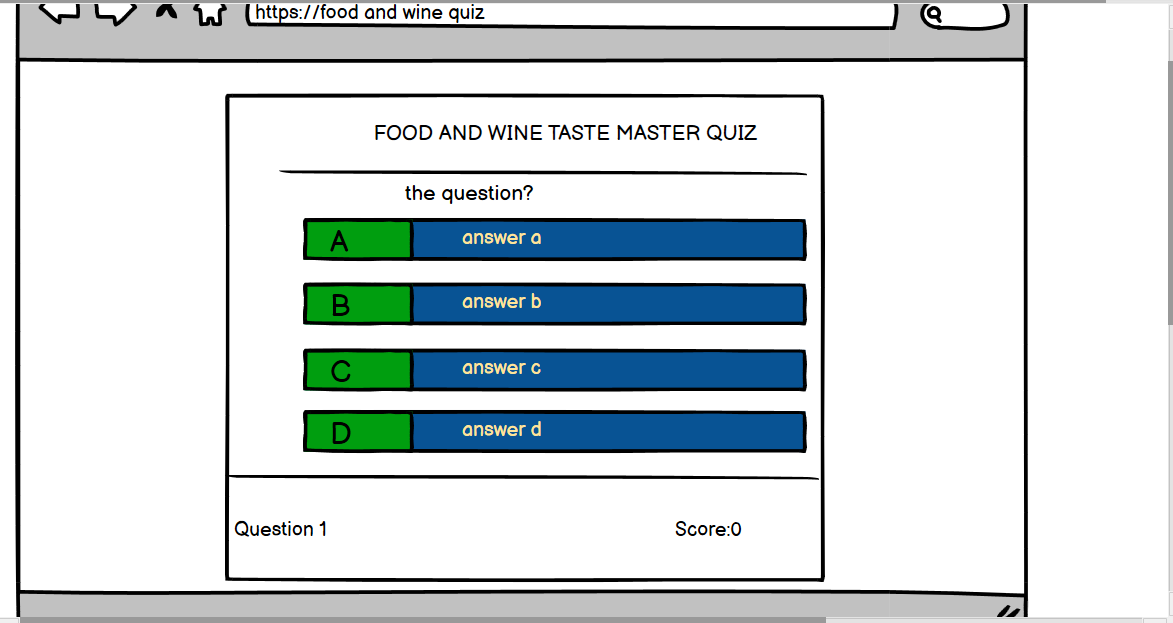 https://food and wine quiz
FOOD AND WINE TASTE MASTER QUIZ
the question?
A answer a
B answer b
C answer c
D answer d
Question 1 Score:0